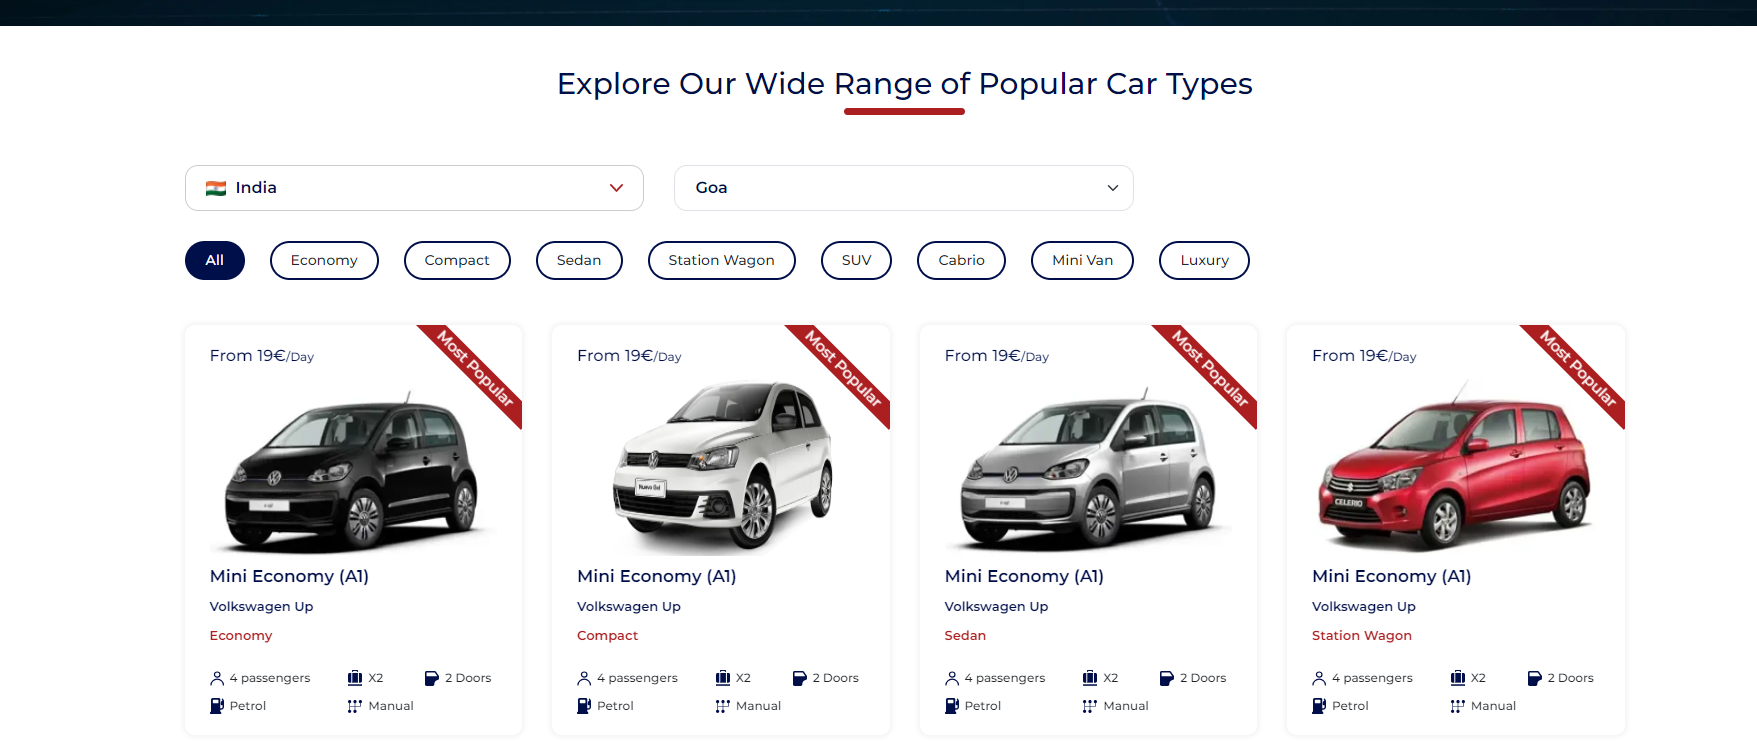 Explore Our Wide Range of Popular Car Types
India
Goa
All
Economy
Compact
Sedan
Station Wagon
SUV
Cabrio
Mini Van
Luxury
From 19€/Day
Most Popular
Mini Economy (A1)
Volkswagen Up
Economy
4 passengers
X2
2 Doors
Petrol
Manual
From 19€/Day
Most Popular
Nuevo Gol
Mini Economy (A1)
Volkswagen Up
Compact
4 passengers
X2
2 Doors
Petrol
Manual
From 19€/Day
Most Popular
Mini Economy (A1)
Volkswagen Up
Sedan
4 passengers
X2
2 Doors
Petrol
Manual
From 19€/Day
Most Popular
CELERIO
Mini Economy (A1)
Volkswagen Up
Station Wagon
4 passengers
X2
2 Doors
Petrol
Manual